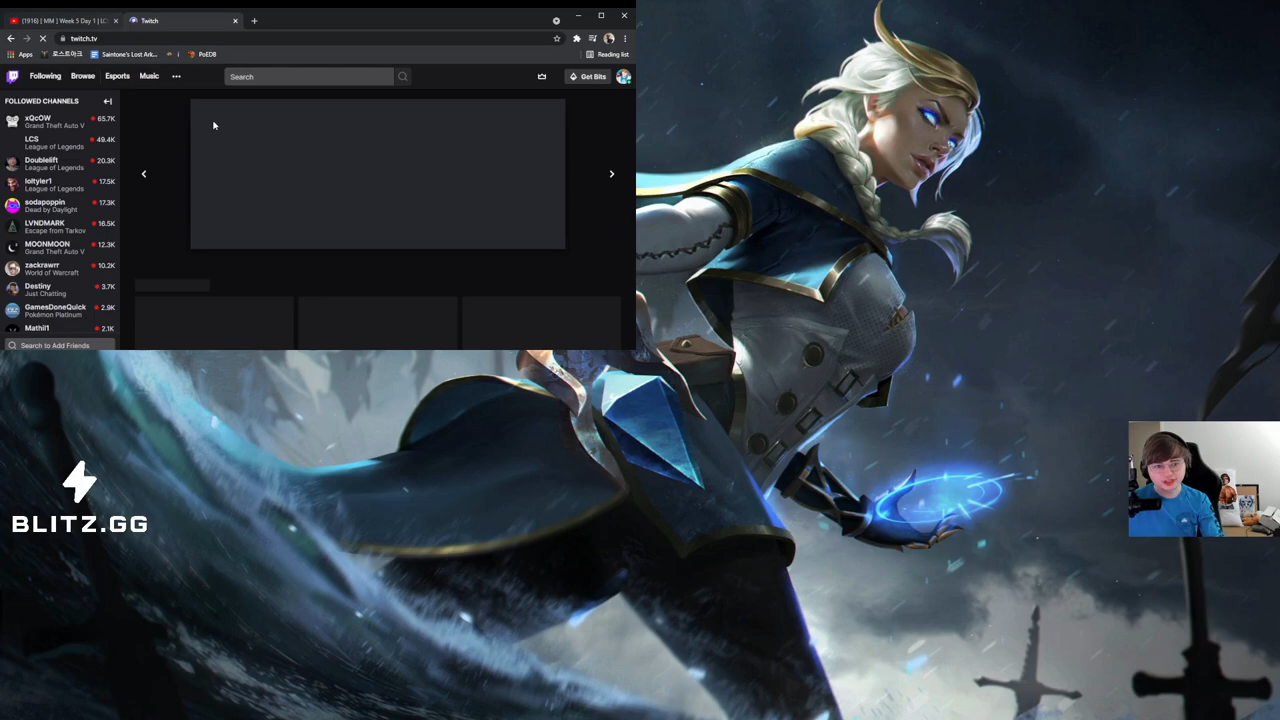 (1916) [ MM ] Week 5 Day 1 | LC
Twitch
twitch.tv
Apps
로스트아크
Saintone's Lost Ark...
i
PoEDB
Reading list
Following
Browse
Esports
Music
Search
Get Bits
FOLLOWED CHANNELS
xQcOW
65.7K
Grand Theft Auto V
LCS
49.4K
League of Legends
Doublelift
20.3K
League of Legends
loltyler1
17.5K
League of Legends
sodapoppin
17.3K
Dead by Daylight
LVNDMARK
16.5K
Escape from Tarkov
MOONMOON
12.3K
Grand Theft Auto V
zackrawrr
10.2K
World of Warcraft
Destiny
3.7K
Just Chatting
GamesDoneQuick
2.9K
Pokémon Platinum
Mathil1
2.1K
Search to Add Friends
BLITZ.GG